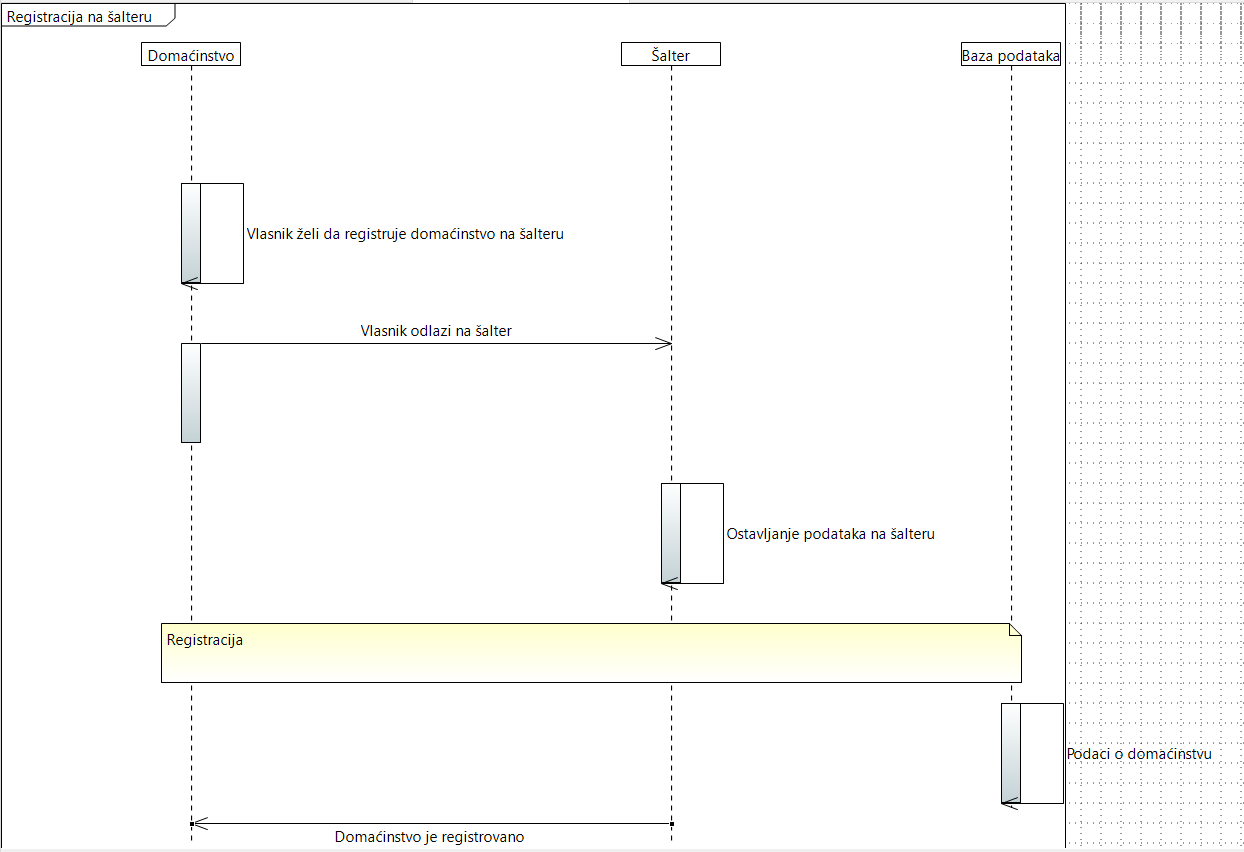 Registracija na šalteru
Domaćinstvo
Šalter
Baza podataka
Vlasnik želi da registruje domaćinstvo na šalteru
Vlasnik odlazi na šalter
Ostavljanje podataka na šalteru
Registracija
Podaci o domaćinstvu
Domaćinstvo je registrovano